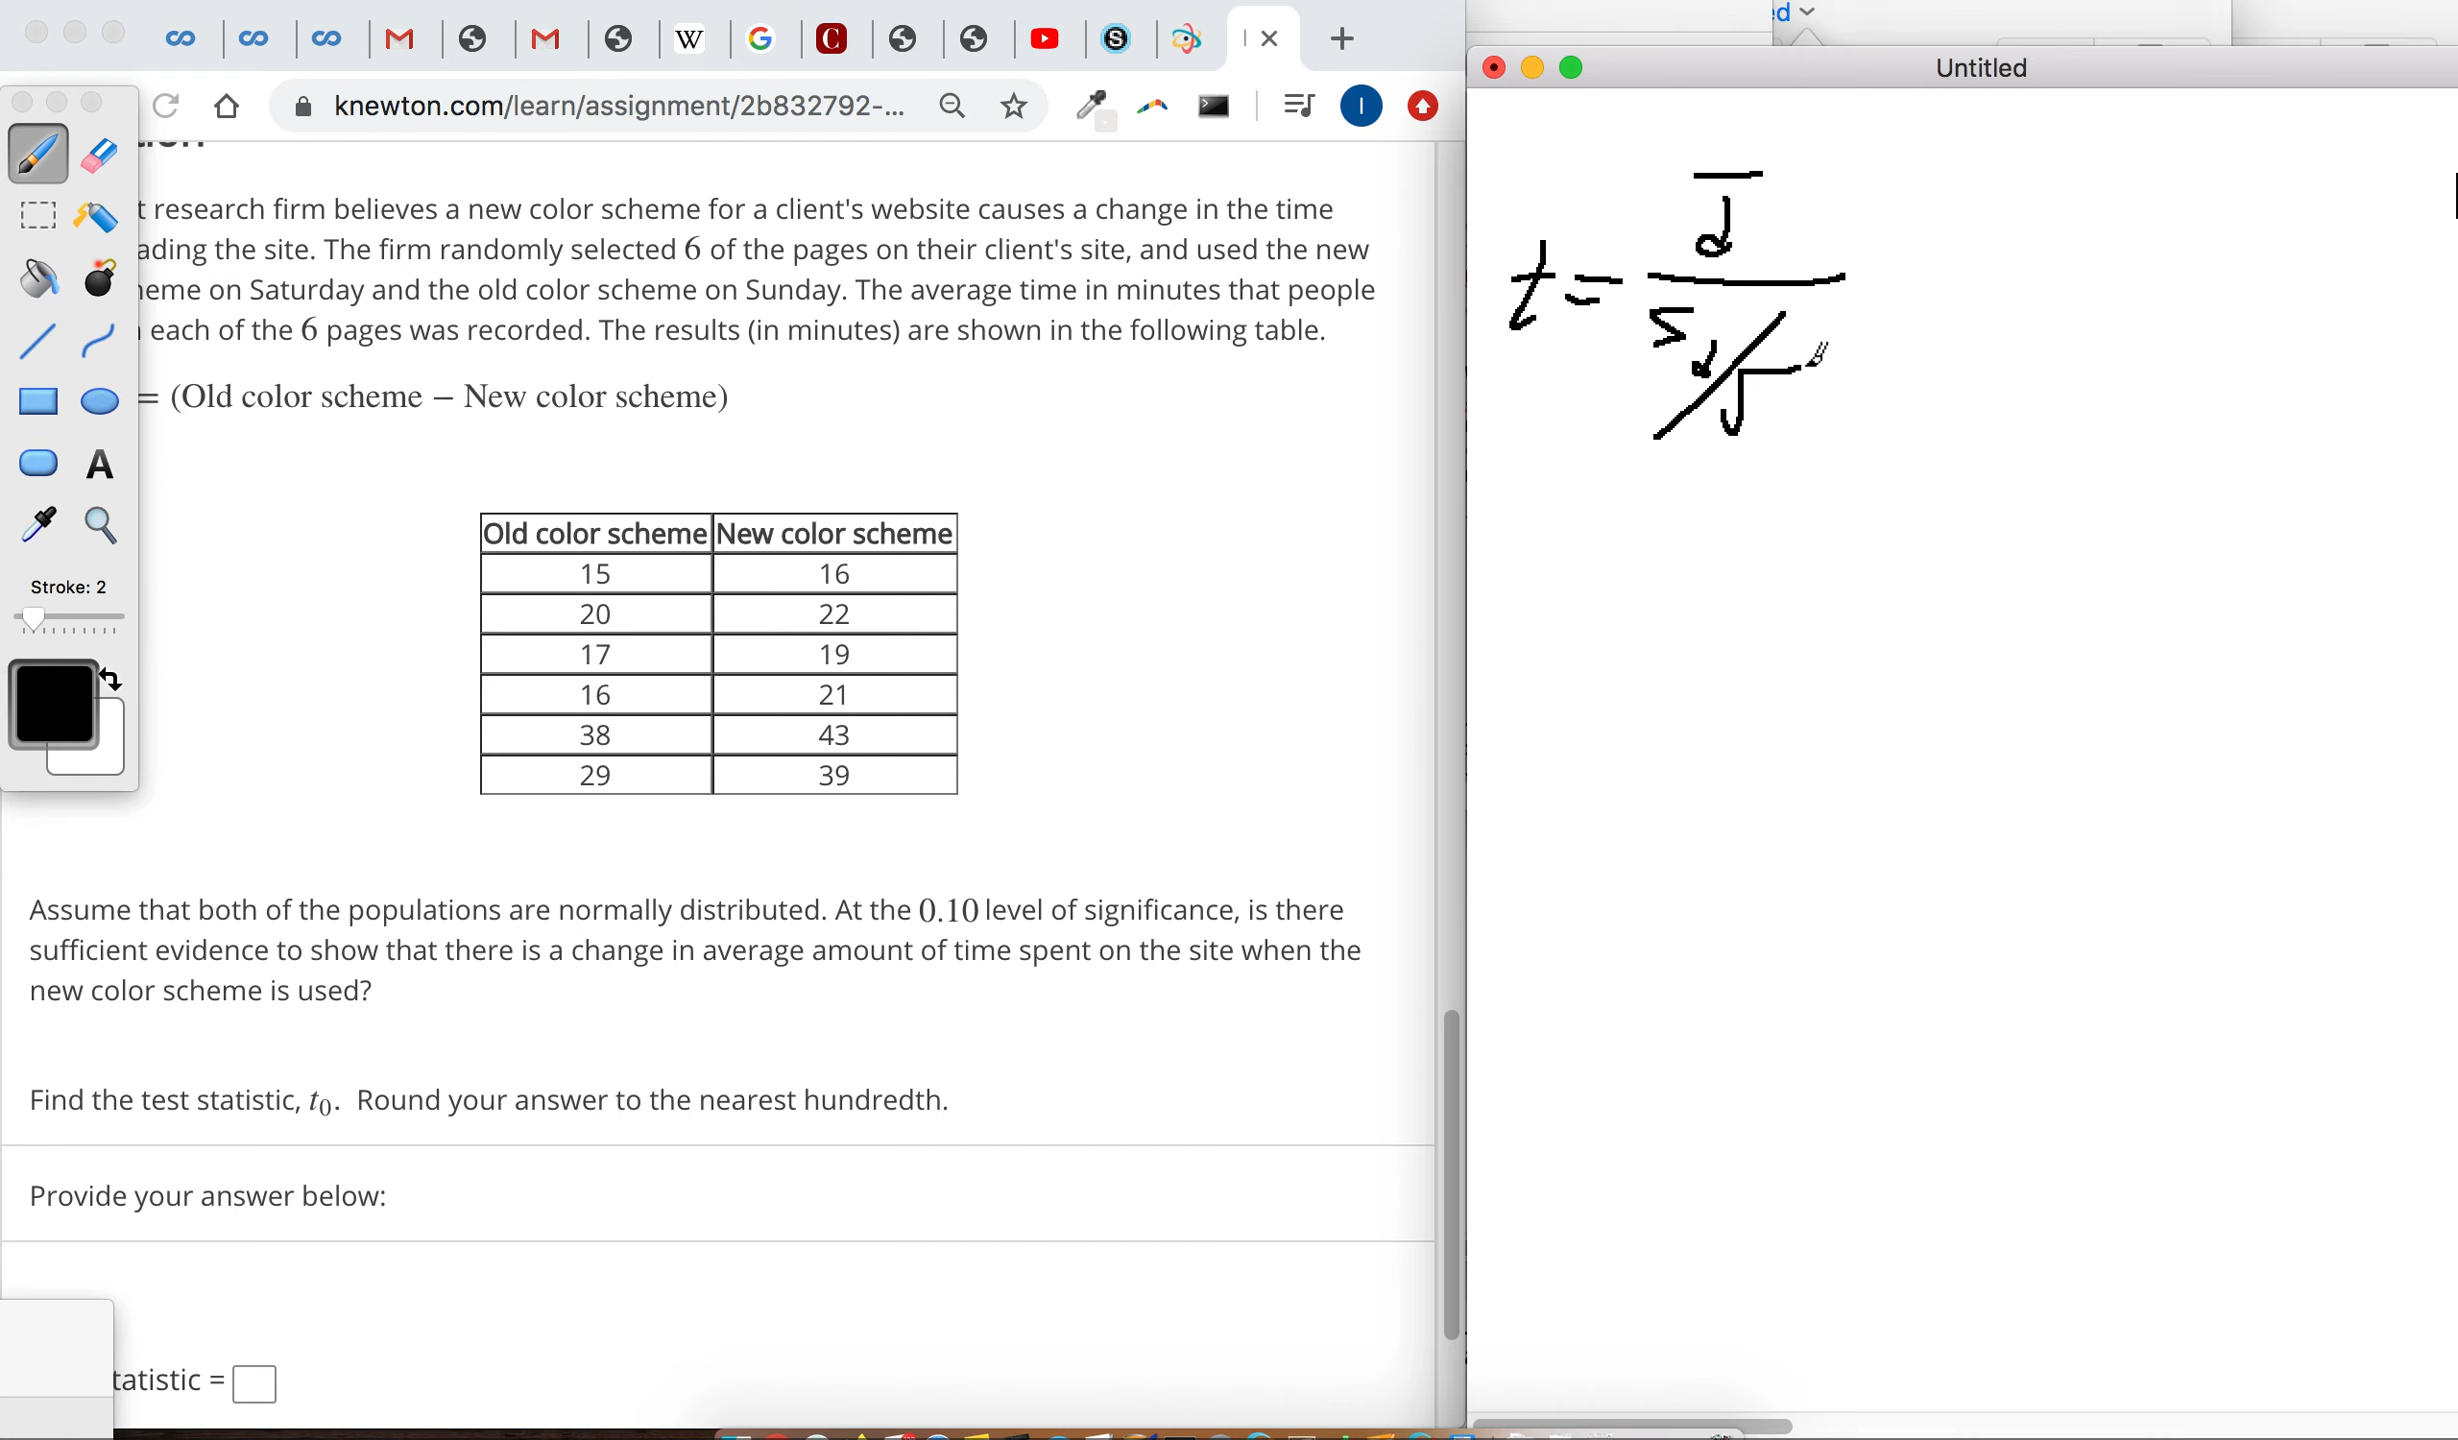 ed
Untitled
knewton.com/learn/assignment/2b832792-...
I
t research firm believes a new color scheme for a client's website causes a change in the time
ading the site. The firm randomly selected 6 of the pages on their client's site, and used the new
heme on Saturday and the old color scheme on Sunday. The average time in minutes that people
each of the 6 pages was recorded. The results (in minutes) are shown in the following table.
= (Old color scheme – New color scheme)
Old color scheme New color scheme
15 16
20 22
17 19
16 21
38 43
29 39
Stroke: 2
Assume that both of the populations are normally distributed. At the 0.10 level of significance, is there
sufficient evidence to show that there is a change in average amount of time spent on the site when the
new color scheme is used?
Find the test statistic, t0. Round your answer to the nearest hundredth.
Provide your answer below:
tatistic =
t = d̄ / S d / √